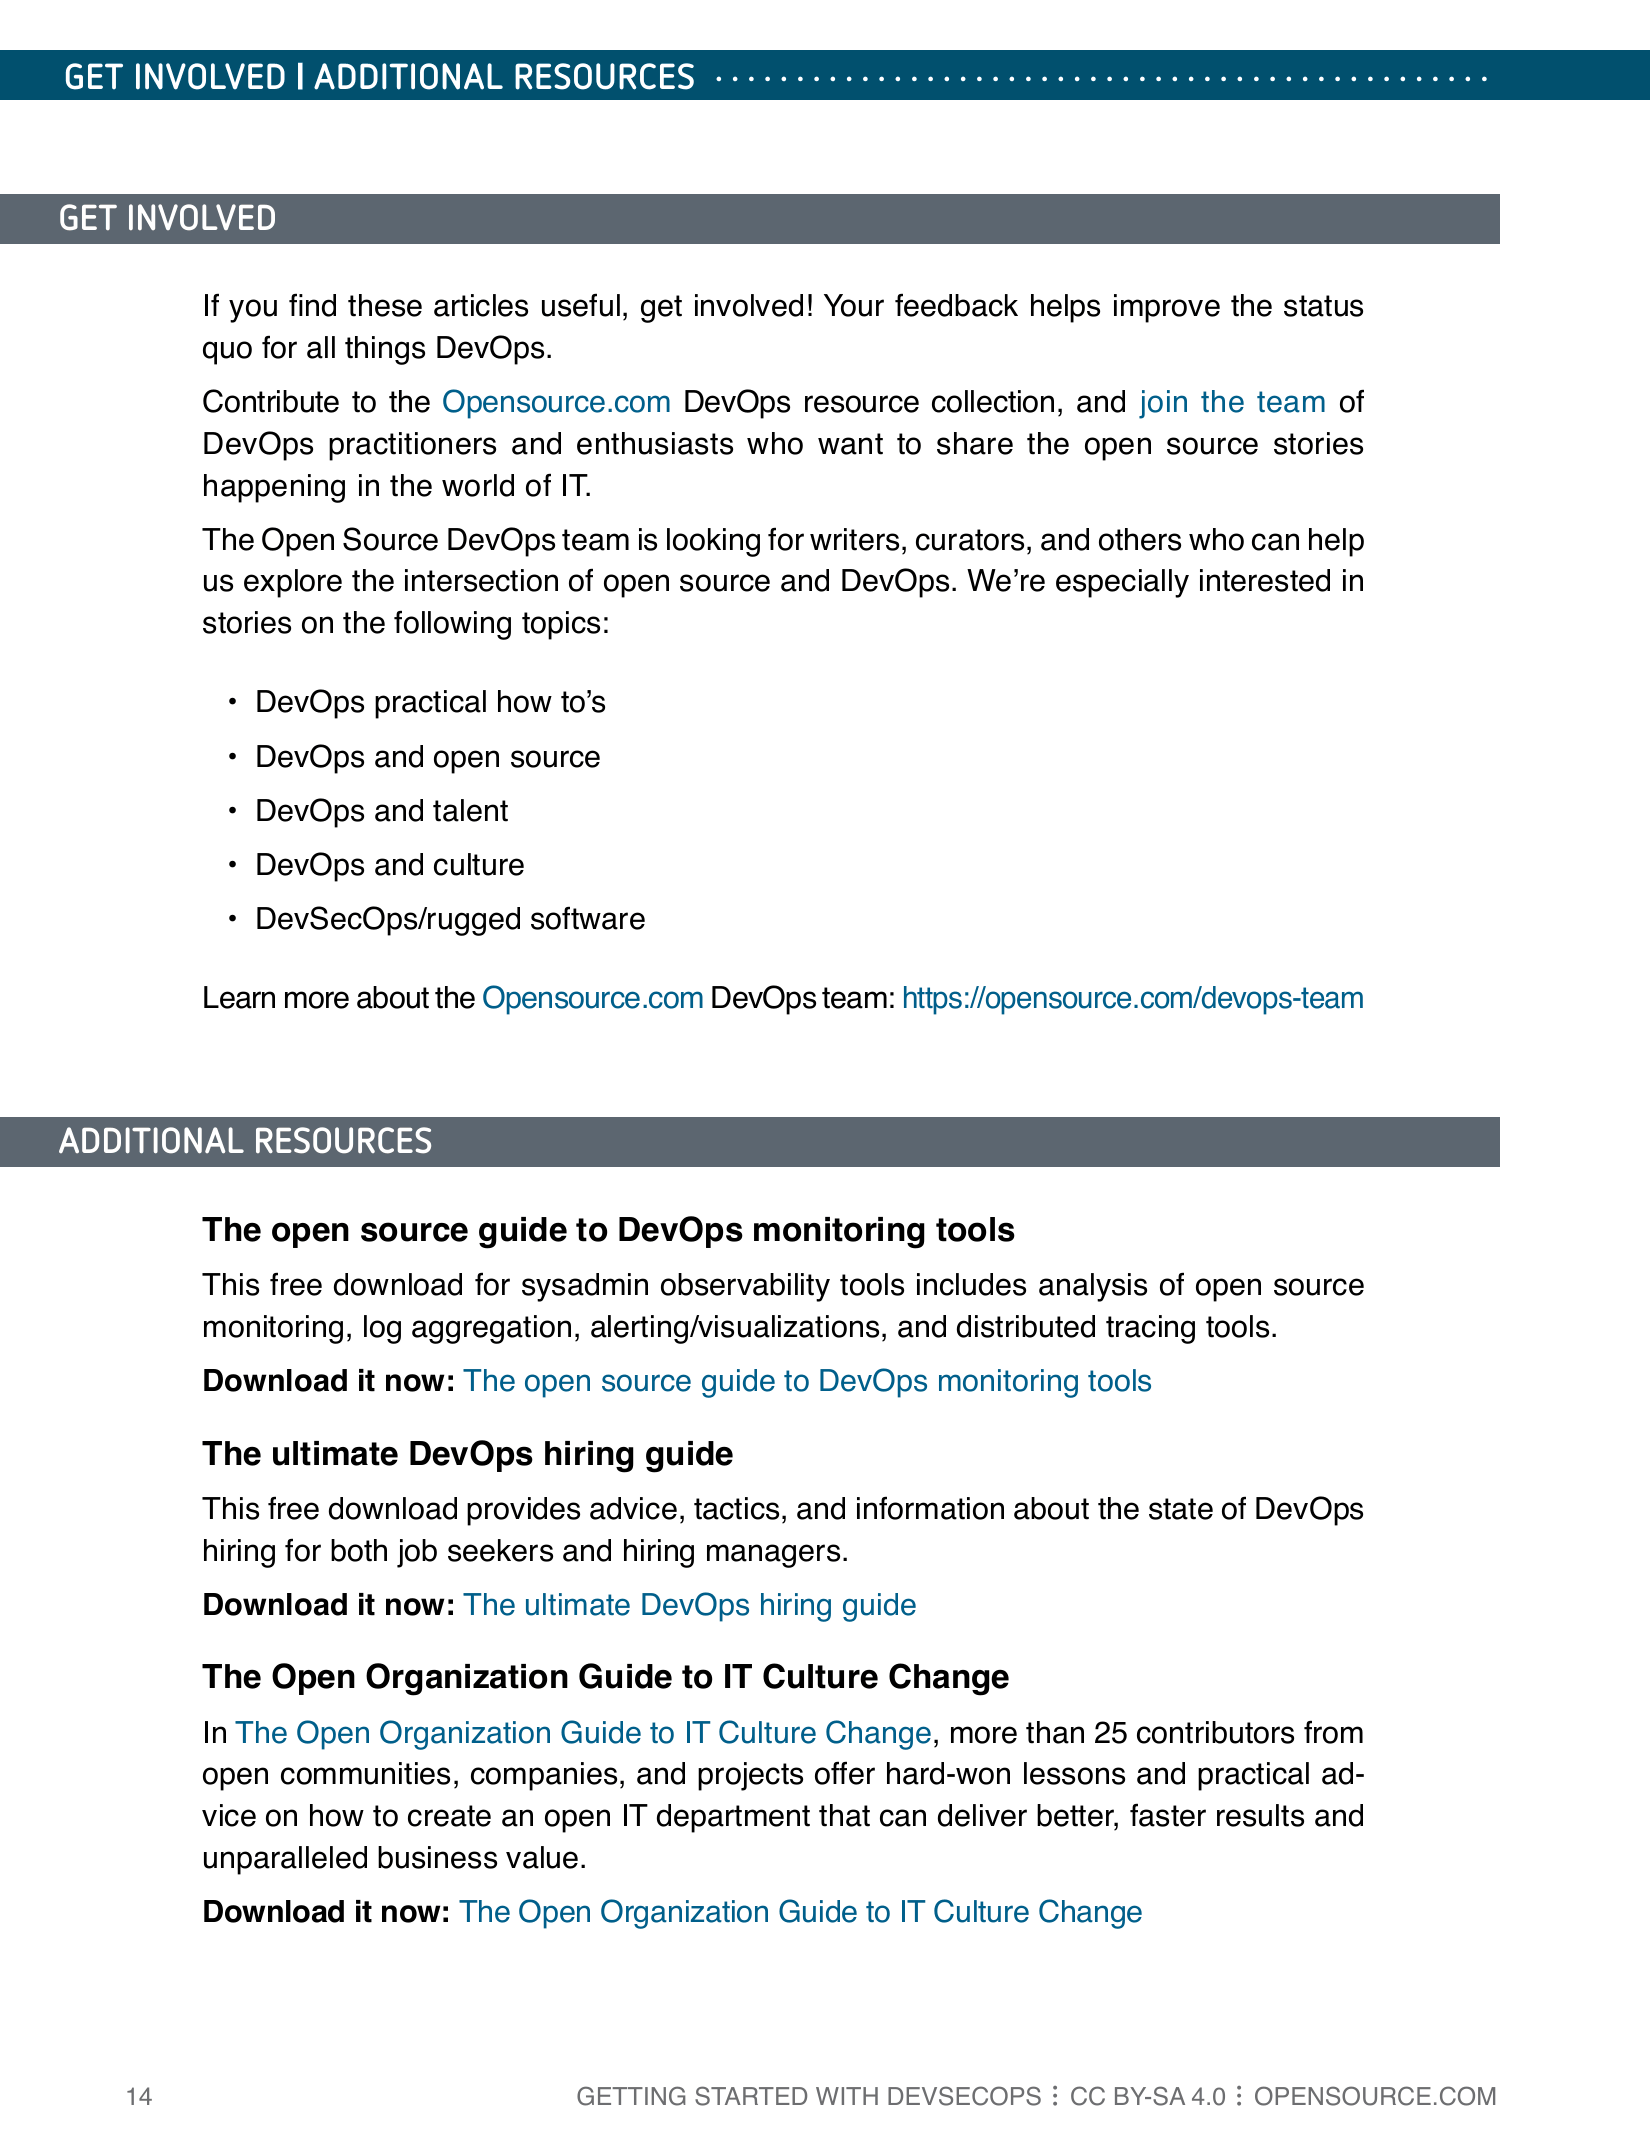 GET INVOLVED | ADDITIONAL RESOURCES ................................................
GET INVOLVED
If you find these articles useful, get involved! Your feedback helps improve the status
quo for all things DevOps.
Contribute to the Opensource.com DevOps resource collection, and join the team of
DevOps practitioners and enthusiasts who want to share the open source stories
happening in the world of IT.
The Open Source DevOps team is looking for writers, curators, and others who can help
us explore the intersection of open source and DevOps. We’re especially interested in
stories on the following topics:
• DevOps practical how to’s
• DevOps and open source
• DevOps and talent
• DevOps and culture
• DevSecOps/rugged software
Learn more about the Opensource.com DevOps team: https://opensource.com/devops-team
ADDITIONAL RESOURCES
The open source guide to DevOps monitoring tools
This free download for sysadmin observability tools includes analysis of open source
monitoring, log aggregation, alerting/visualizations, and distributed tracing tools.
Download it now: The open source guide to DevOps monitoring tools
The ultimate DevOps hiring guide
This free download provides advice, tactics, and information about the state of DevOps
hiring for both job seekers and hiring managers.
Download it now: The ultimate DevOps hiring guide
The Open Organization Guide to IT Culture Change
In The Open Organization Guide to IT Culture Change, more than 25 contributors from
open communities, companies, and projects offer hard-won lessons and practical ad-
vice on how to create an open IT department that can deliver better, faster results and
unparalleled business value.
Download it now: The Open Organization Guide to IT Culture Change
14 GETTING STARTED WITH DEVSECOPS ⋮ CC BY-SA 4.0 ⋮ OPENSOURCE.COM